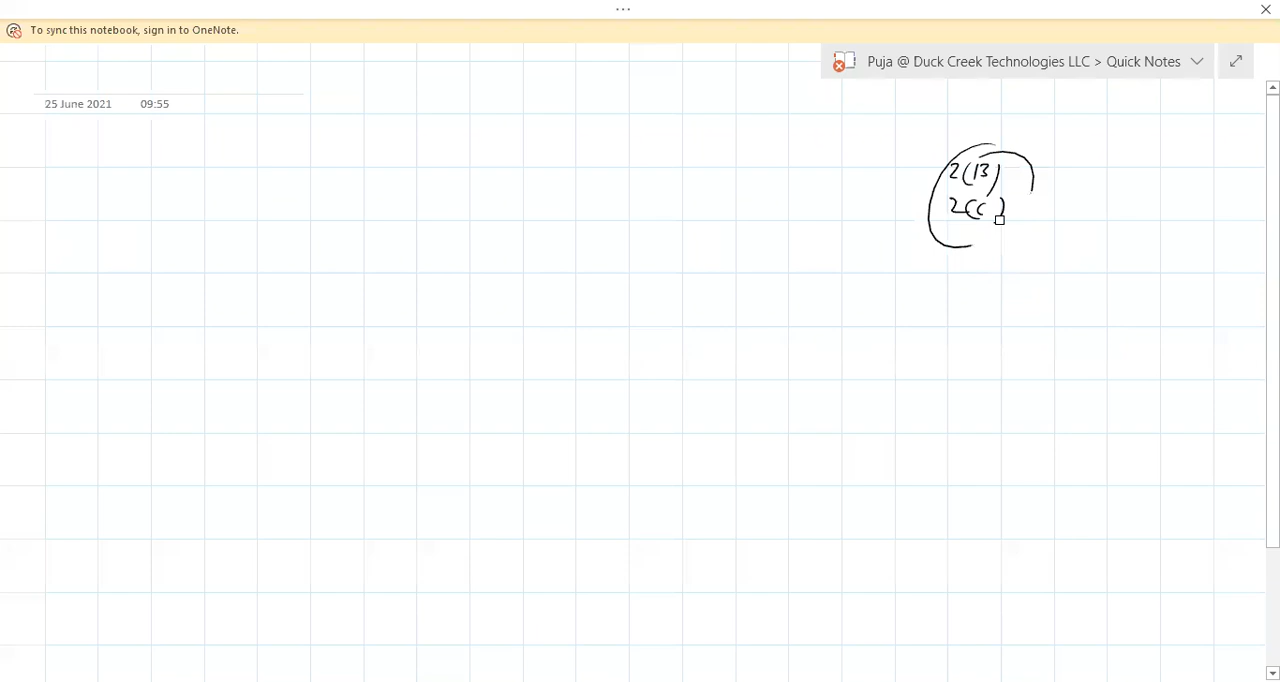 ...
To sync this notebook, sign in to OneNote.
Puja @ Duck Creek Technologies LLC > Quick Notes
25 June 2021 09:55
2(13)
2(c)